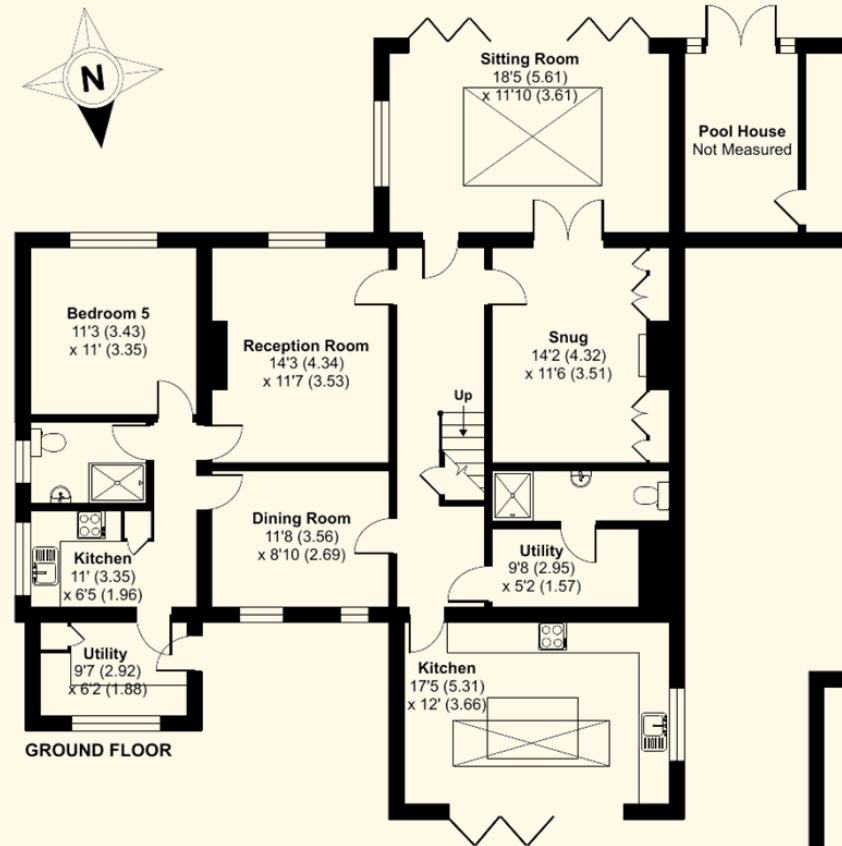 N
Sitting Room
18'5 (5.61)
x 11'10 (3.61)
Pool House
Not Measured
Bedroom 5
11'3 (3.43)
x 11' (3.35)
Reception Room
14'3 (4.34)
x 11'7 (3.53)
Snug
14'2 (4.32)
x 11'6 (3.51)
Up
Dining Room
11'8 (3.56)
x 8'10 (2.69)
Utility
9'8 (2.95)
x 5'2 (1.57)
Kitchen
11' (3.35)
x 6'5 (1.96)
Utility
9'7 (2.92)
x 6'2 (1.88)
Kitchen
17'5 (5.31)
x 12' (3.66)
GROUND FLOOR